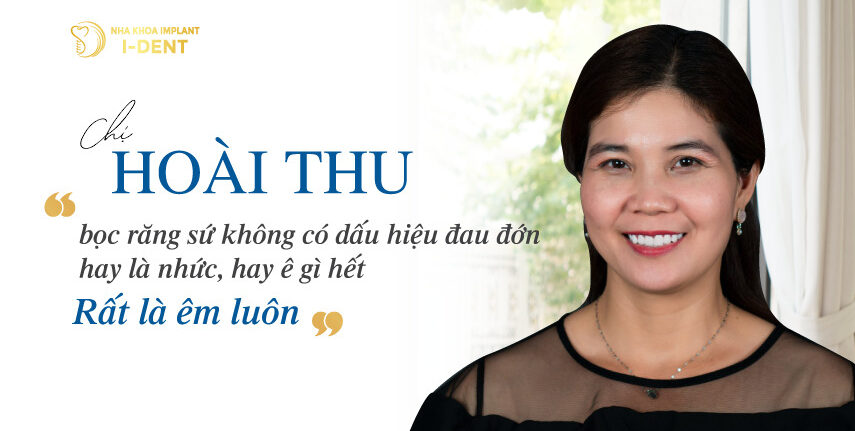 NHA KHOA IMPLANT
I-DENT
chị
HOÀI THU
“
bọc răng sứ không có dấu hiệu đau đớn
hay là nhức, hay ê gì hết
Rất là êm luôn ”